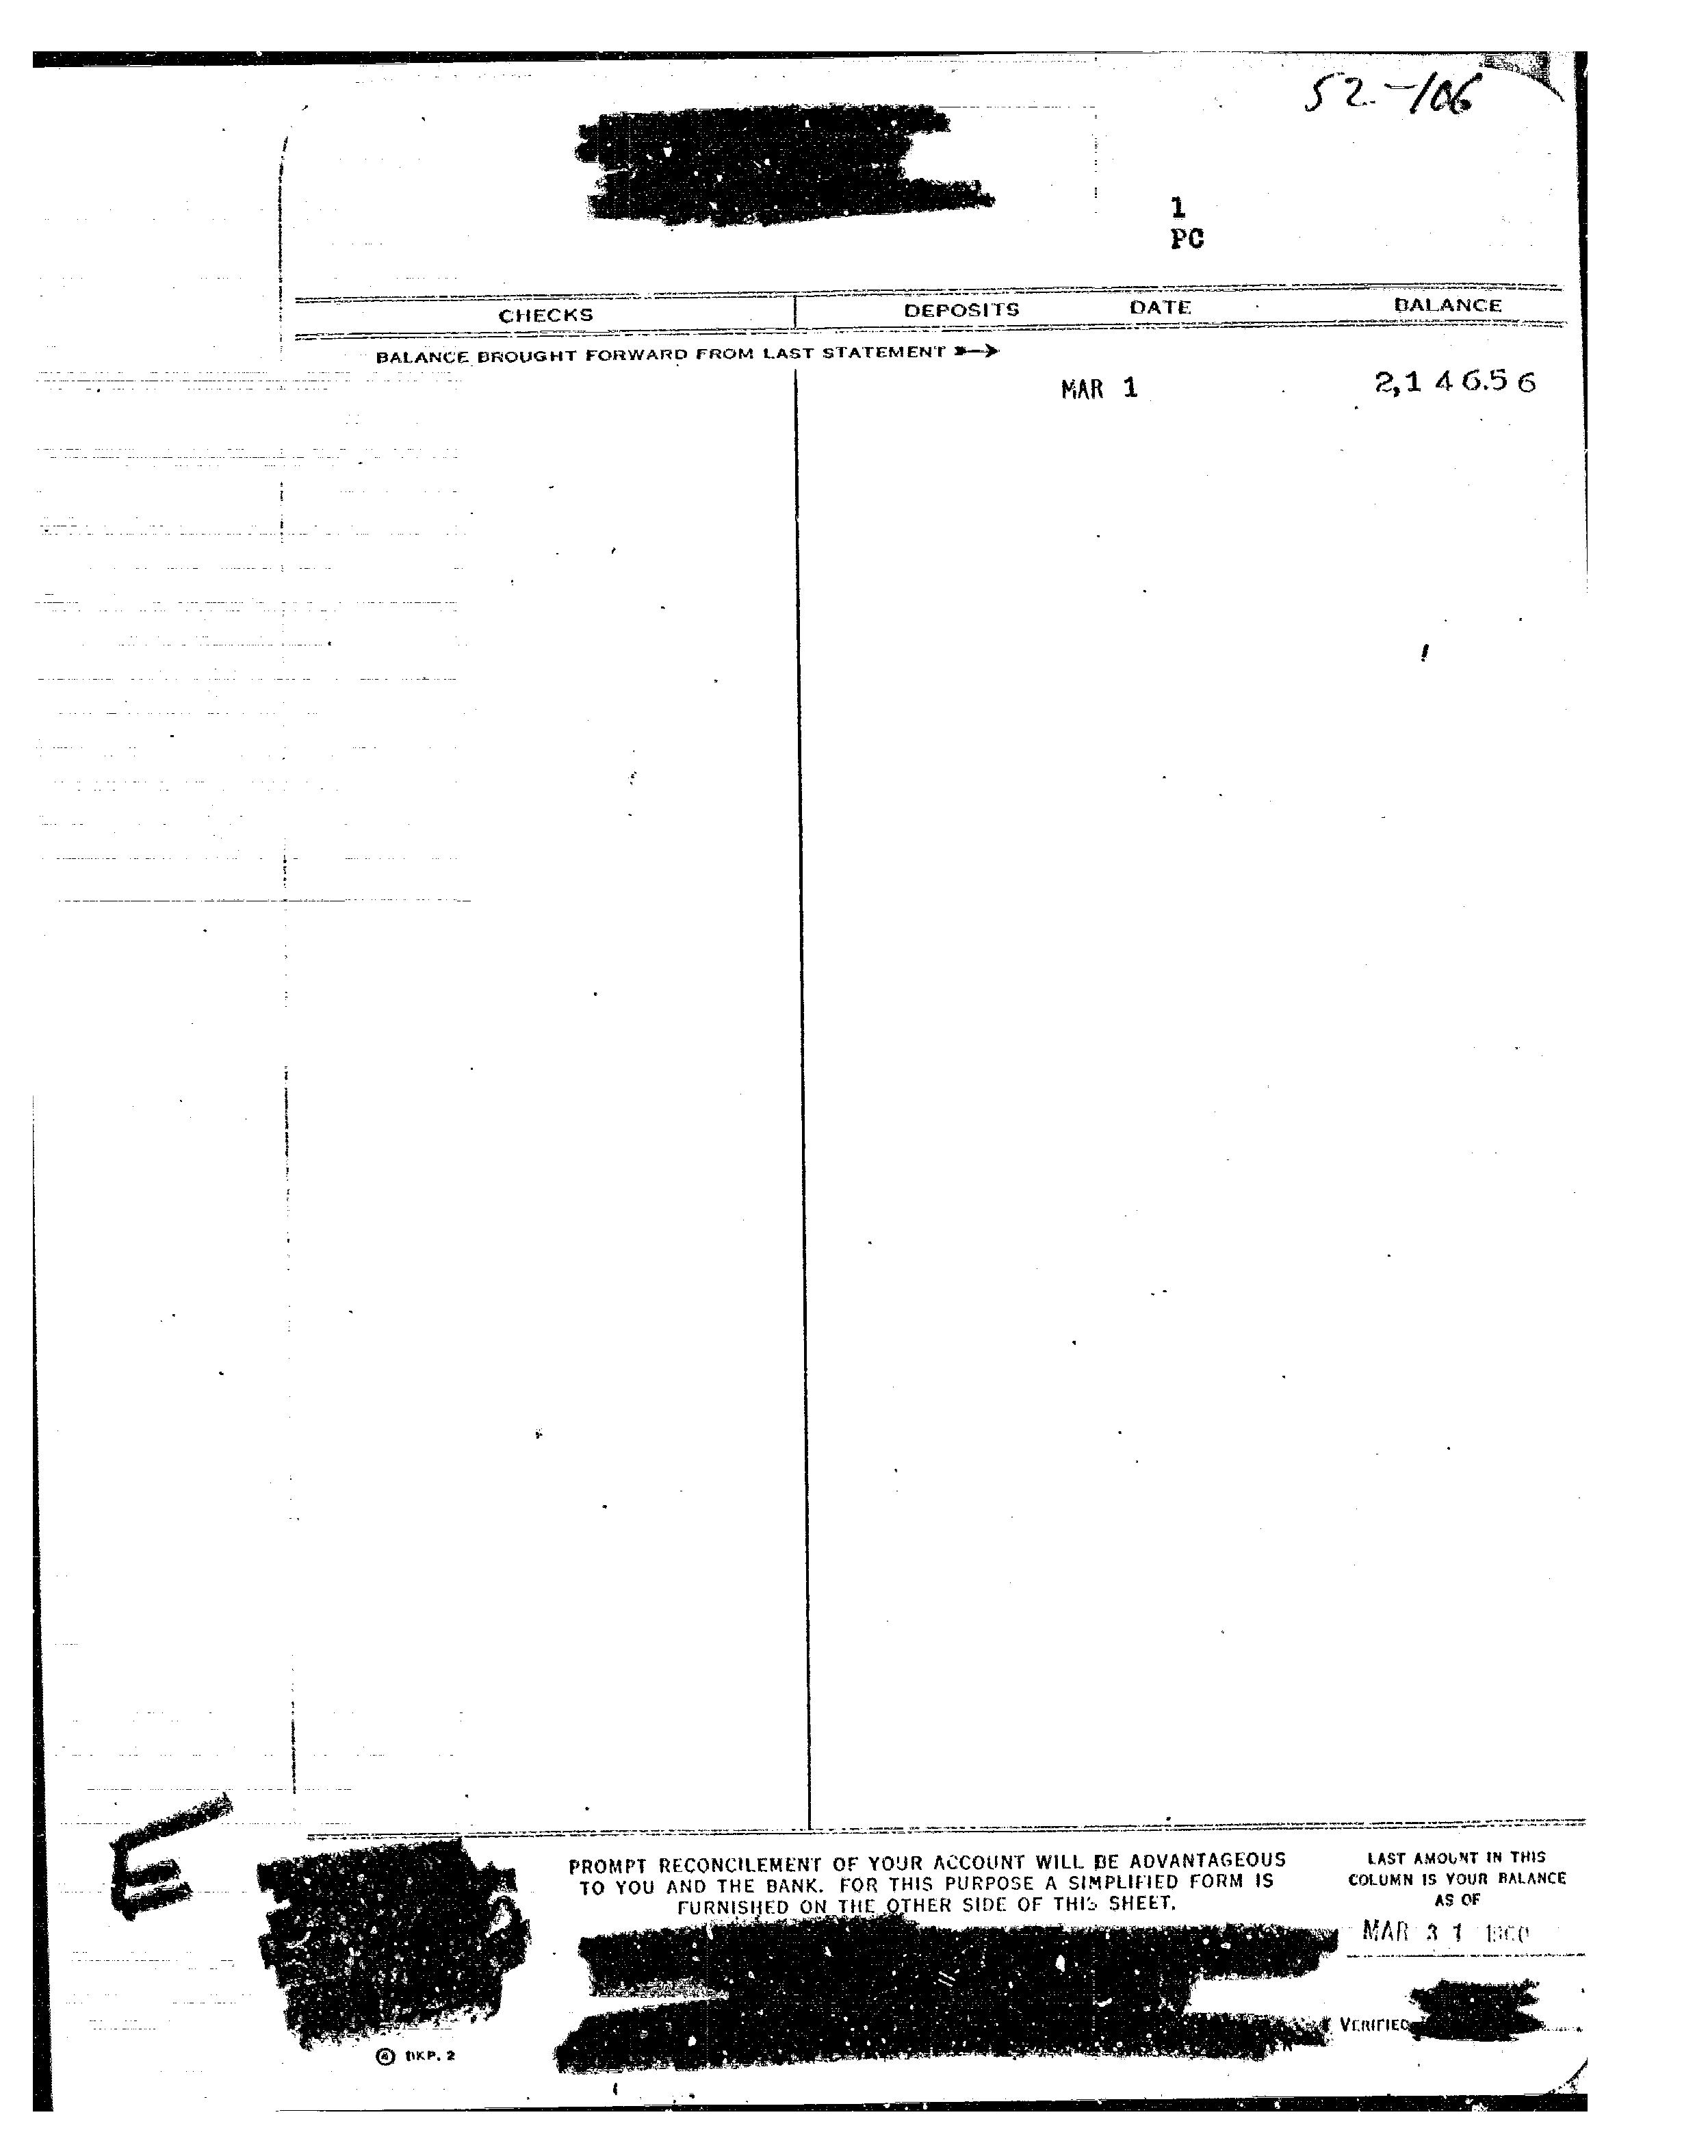 52-106
1
PC
CHECKS DEPOSITS DATE BALANCE
BALANCE BROUGHT FORWARD FROM LAST STATEMENT
MAR 1 2,146.56
PROMPT RECONCILEMENT OF YOUR ACCOUNT WILL BE ADVANTAGEOUS
TO YOU AND THE BANK. FOR THIS PURPOSE A SIMPLIFIED FORM IS
FURNISHED ON THE OTHER SIDE OF THIS SHEET.
LAST AMOUNT IN THIS
COLUMN IS YOUR BALANCE
AS OF
MAR 31 1960
VERIFIED
E
BKP. 2